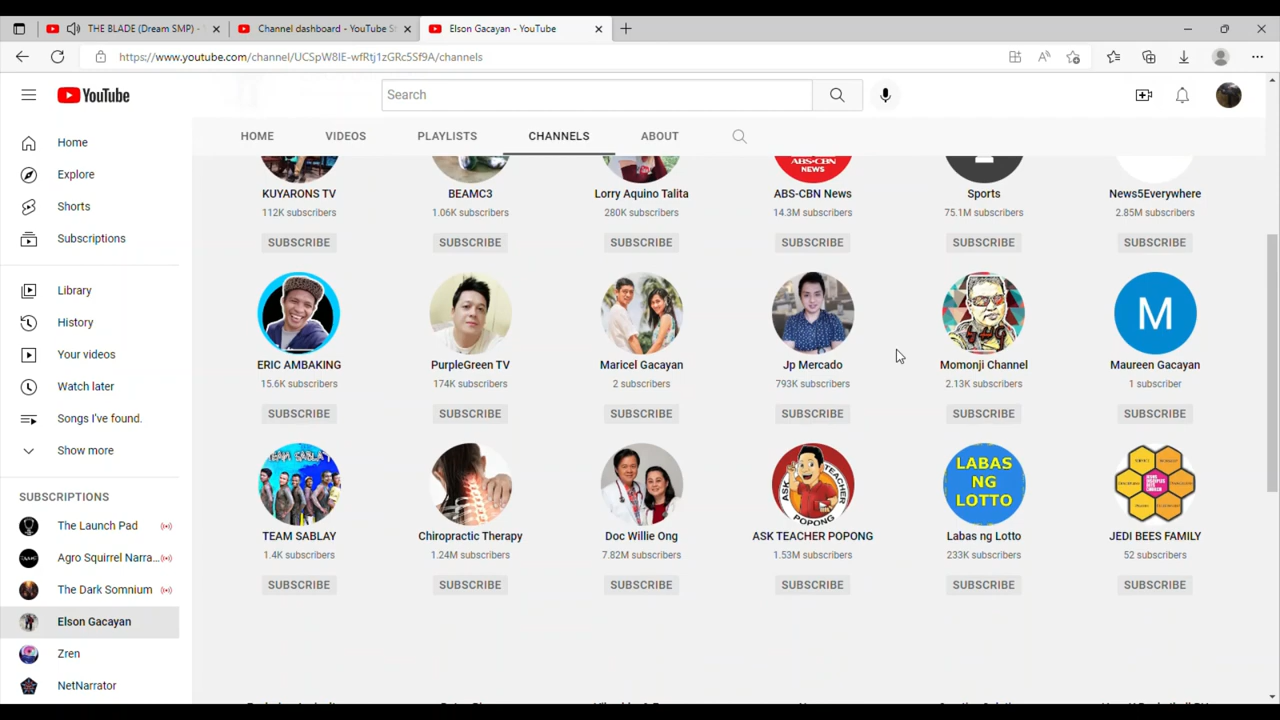 THE BLADE (Dream SMP) -
Channel dashboard - YouTube S
Elson Gacayan - YouTube
https://www.youtube.com/channel/UCSpW8IE-wfRtj1zGRc5Sf9A/channels
YouTube
Search
HOME VIDEOS PLAYLISTS CHANNELS ABOUT
Home
Explore
Shorts
Subscriptions
Library
History
Your videos
Watch later
Songs I've found.
Show more
SUBSCRIPTIONS
The Launch Pad
Agro Squirrel Narra...
The Dark Somnium
Elson Gacayan
Zren
NetNarrator
ABS-CBN
NEWS
KUYARONS TV BEAMC3 Lorry Aquino Talita ABS-CBN News Sports News5Everywhere
112K subscribers 1.06K subscribers 280K subscribers 14.3M subscribers 75.1M subscribers 2.85M subscribers
SUBSCRIBE SUBSCRIBE SUBSCRIBE SUBSCRIBE SUBSCRIBE SUBSCRIBE
M
ERIC AMBAKING PurpleGreen TV Maricel Gacayan Jp Mercado Momonji Channel Maureen Gacayan
15.6K subscribers 174K subscribers 2 subscribers 793K subscribers 2.13K subscribers 1 subscriber
SUBSCRIBE SUBSCRIBE SUBSCRIBE SUBSCRIBE SUBSCRIBE SUBSCRIBE
TEAM SABLAY
ASK TEACHER
POPONG
LABAS
NG
LOTTO
TEAM SABLAY Chiropractic Therapy Doc Willie Ong ASK TEACHER POPONG Labas ng Lotto JEDI BEES FAMILY
1.4K subscribers 1.24M subscribers 7.82M subscribers 1.53M subscribers 233K subscribers 52 subscribers
SUBSCRIBE SUBSCRIBE SUBSCRIBE SUBSCRIBE SUBSCRIBE SUBSCRIBE